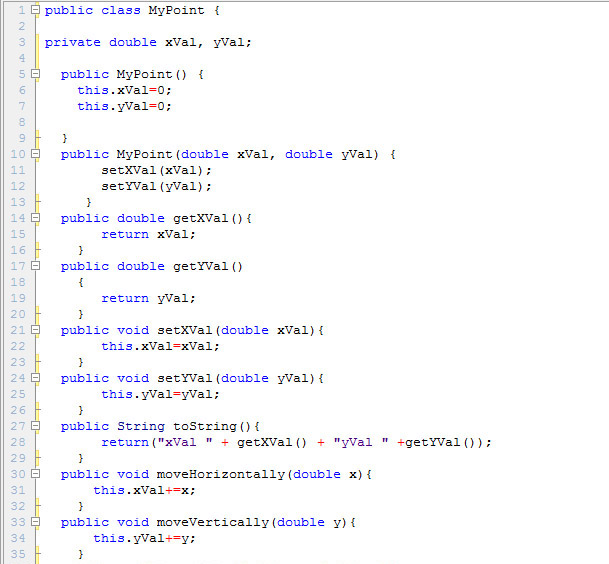 1 public class MyPoint {
2
3 private double xVal, yVal;
4
5 public MyPoint() {
6 this.xVal=0;
7 this.yVal=0;
8
9 }
10 public MyPoint(double xVal, double yVal) {
11 setXVal(xVal);
12 setYVal(yVal);
13 }
14 public double getXVal(){
15 return xVal;
16 }
17 public double getYVal()
18 {
19 return yVal;
20 }
21 public void setXVal(double xVal){
22 this.xVal=xVal;
23 }
24 public void setYVal(double yVal){
25 this.yVal=yVal;
26 }
27 public String toString(){
28 return("xVal " + getXVal() + "yVal " +getYVal());
29 }
30 public void moveHorizontally(double x){
31 this.xVal+=x;
32 }
33 public void moveVertically(double y){
34 this.yVal+=y;
35 }